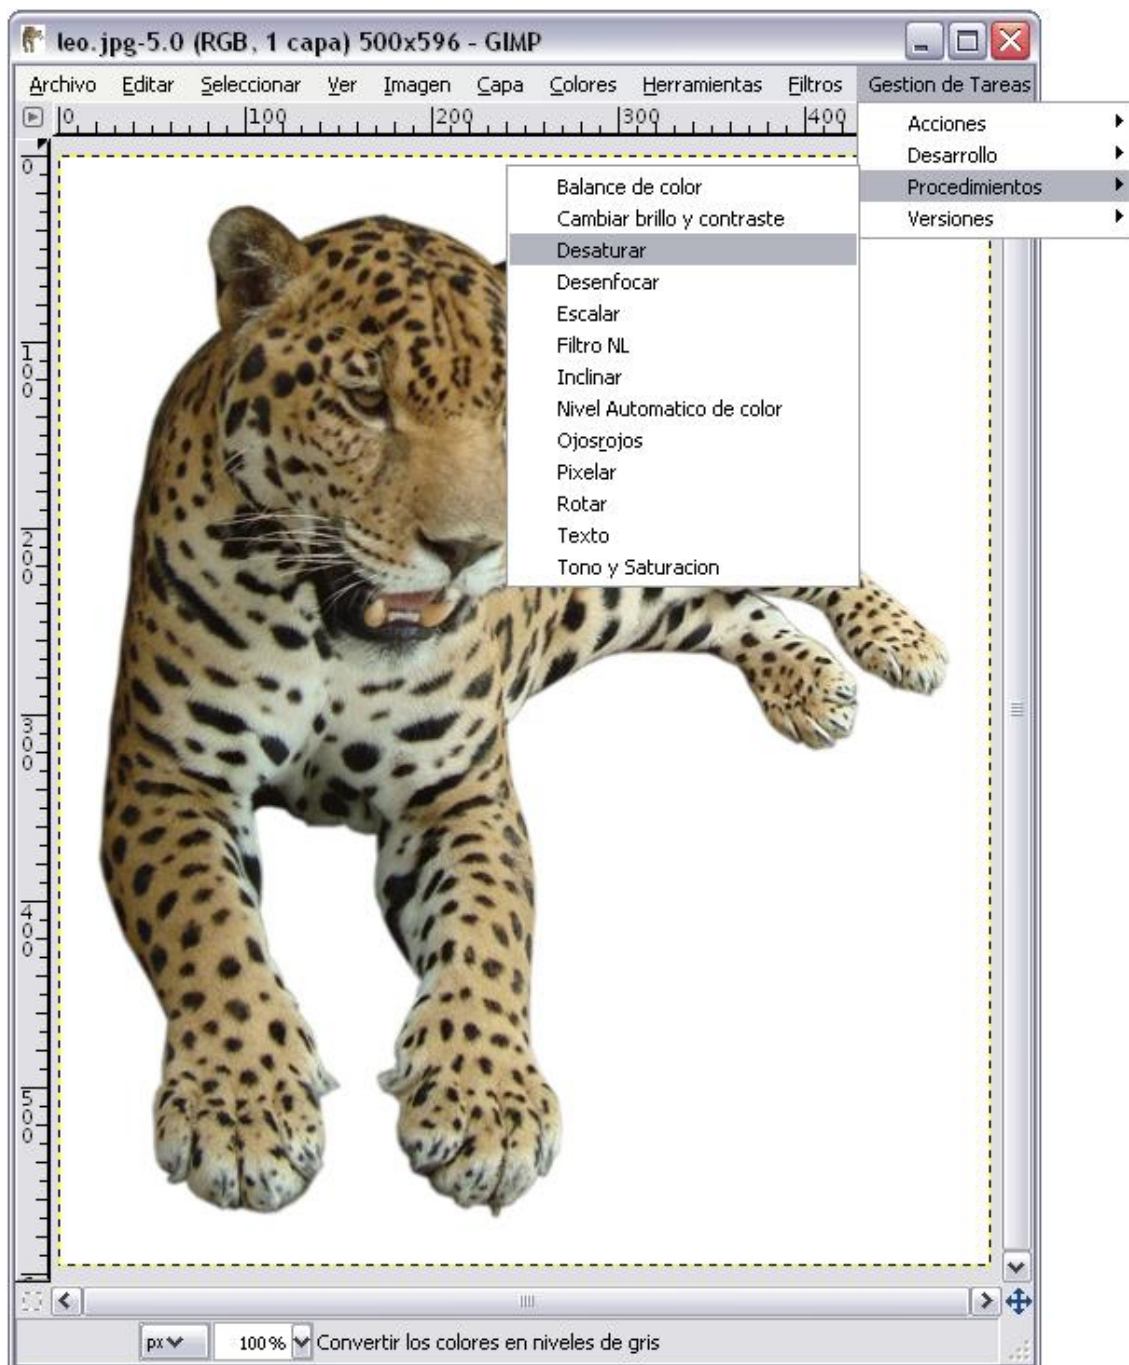 leo.jpg-5.0 (RGB, 1 capa) 500x596 - GIMP
Archivo Editar Seleccionar Ver Imagen Capa Colores Herramientas Filtros Gestion de Tareas
0 100 200 300 400
Acciones
Desarrollo
Procedimientos
Versiones
Balance de color
Cambiar brillo y contraste
Desaturar
Desenfocar
Escalar
Filtro NL
Inclinar
Nivel Automatico de color
Ojosrojos
Pixelar
Rotar
Texto
Tono y Saturacion
0
100
200
300
400
500
px 100% Convertir los colores en niveles de gris